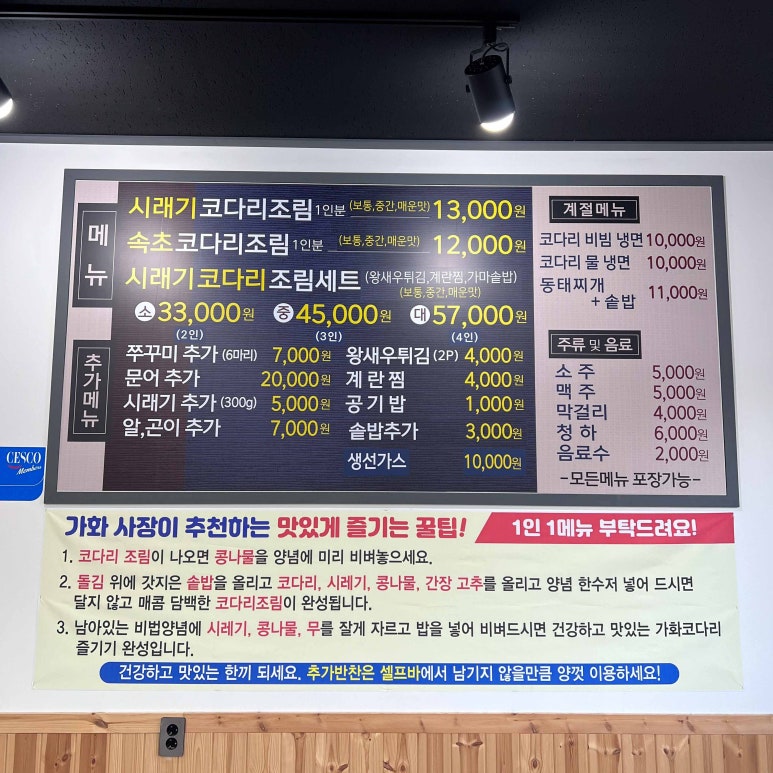 메뉴
시래기코다리조림 1인분 (보통,중간,매운맛) 13,000원
속초코다리조림 1인분 (보통,중간,매운맛) 12,000원
시래기코다리 조림세트 (왕새우튀김,계란찜,가마솥밥)
(보통,중간,매운맛)
소 33,000원 중 45,000원 대 57,000원
(2인) (3인) (4인)
추가메뉴
쭈꾸미 추가 (6마리) 7,000원
문어 추가 20,000원
시래기 추가 (300g) 5,000원
알,곤이 추가 7,000원
왕새우튀김 (2P) 4,000원
계란찜 4,000원
공기밥 1,000원
솥밥추가 3,000원
생선가스 10,000원
계절메뉴
코다리 비빔 냉면 10,000원
코다리 물 냉면 10,000원
동태찌개
+ 솥밥 11,000원
주류 및 음료
소주 5,000원
맥주 5,000원
막걸리 4,000원
청하 6,000원
음료수 2,000원
-모든메뉴 포장가능-
CESCO
Members
가화 사장이 추천하는 맛있게 즐기는 꿀팁! 1인 1메뉴 부탁드려요!
1. 코다리 조림이 나오면 콩나물을 양념에 미리 비벼놓으세요.
2. 돌김 위에 갓지은 솥밥을 올리고 코다리, 시레기, 콩나물, 간장 고추를 올리고 양념 한수저 넣어 드시면
달지 않고 매콤 담백한 코다리조림이 완성됩니다.
3. 남아있는 비법양념에 시레기, 콩나물, 무를 잘게 자르고 밥을 넣어 비벼드시면 건강하고 맛있는 가화코다리
즐기기 완성입니다.
건강하고 맛있는 한끼 되세요. 추가반찬은 셀프바에서 남기지 않을만큼 양껏 이용하세요!